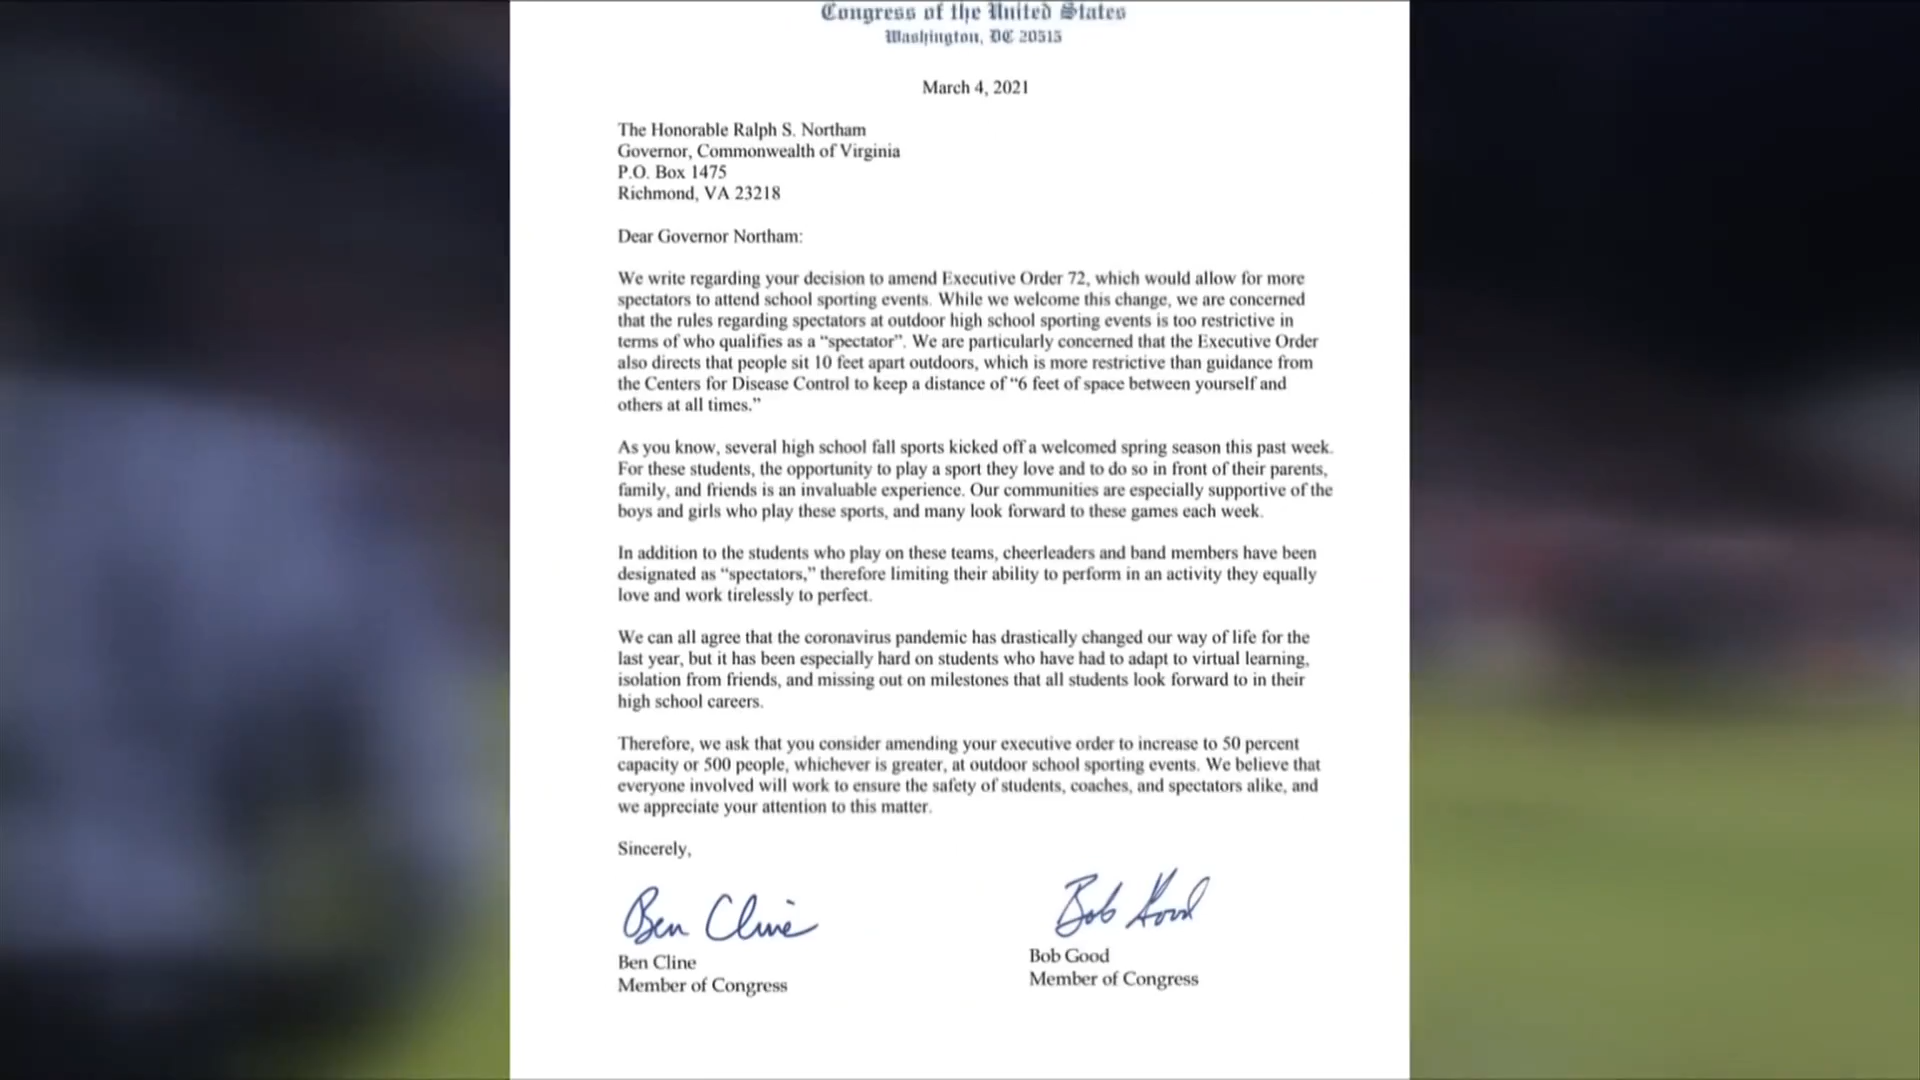 Congress of the United States
Washington, DC 20515
March 4, 2021
The Honorable Ralph S. Northam
Governor, Commonwealth of Virginia
P.O. Box 1475
Richmond, VA 23218
Dear Governor Northam:
We write regarding your decision to amend Executive Order 72, which would allow for more
spectators to attend school sporting events. While we welcome this change, we are concerned
that the rules regarding spectators at outdoor high school sporting events is too restrictive in
terms of who qualifies as a “spectator”. We are particularly concerned that the Executive Order
also directs that people sit 10 feet apart outdoors, which is more restrictive than guidance from
the Centers for Disease Control to keep a distance of “6 feet of space between yourself and
others at all times.”
As you know, several high school fall sports kicked off a welcomed spring season this past week.
For these students, the opportunity to play a sport they love and to do so in front of their parents,
family, and friends is an invaluable experience. Our communities are especially supportive of the
boys and girls who play these sports, and many look forward to these games each week.
In addition to the students who play on these teams, cheerleaders and band members have been
designated as “spectators,” therefore limiting their ability to perform in an activity they equally
love and work tirelessly to perfect.
We can all agree that the coronavirus pandemic has drastically changed our way of life for the
last year, but it has been especially hard on students who have had to adapt to virtual learning,
isolation from friends, and missing out on milestones that all students look forward to in their
high school careers.
Therefore, we ask that you consider amending your executive order to increase to 50 percent
capacity or 500 people, whichever is greater, at outdoor school sporting events. We believe that
everyone involved will work to ensure the safety of students, coaches, and spectators alike, and
we appreciate your attention to this matter.
Sincerely,
Ben Cline
Bob Good
Ben Cline
Member of Congress
Bob Good
Member of Congress